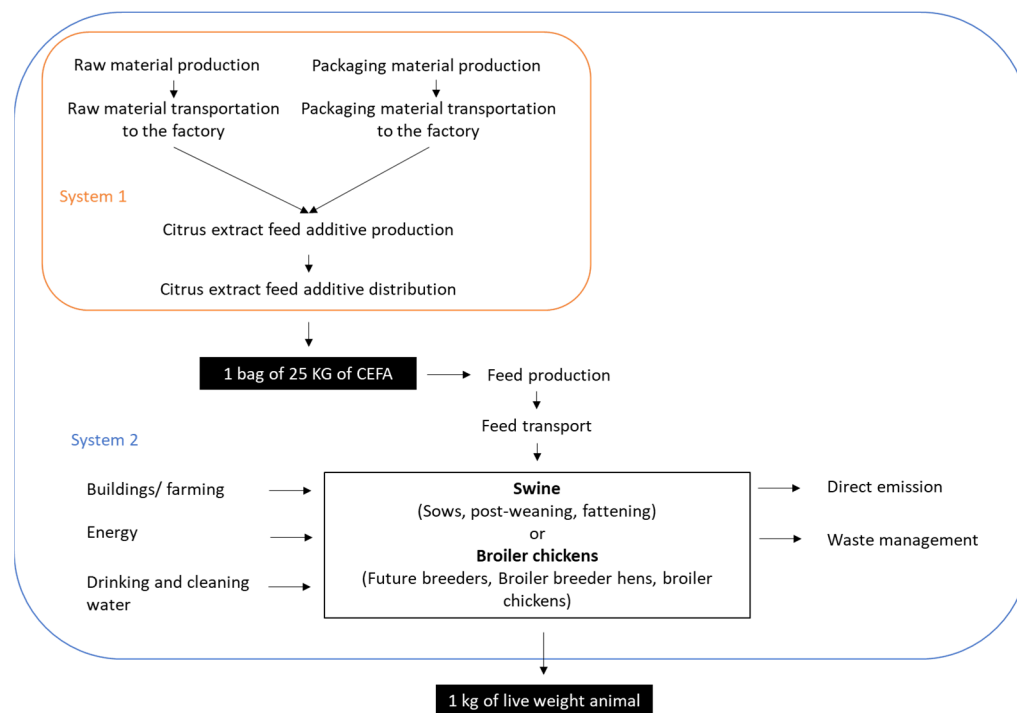 Raw material production
Packaging material production
Raw material transportation
to the factory
Packaging material transportation
to the factory
System 1
Citrus extract feed additive production
Citrus extract feed additive distribution
1 bag of 25 KG of CEFA
Feed production
Feed transport
System 2
Buildings/ farming
Energy
Drinking and cleaning
water
Swine
(Sows, post-weaning, fattening)
or
Broiler chickens
(Future breeders, Broiler breeder hens, broiler
chickens)
Direct emission
Waste management
1 kg of live weight animal